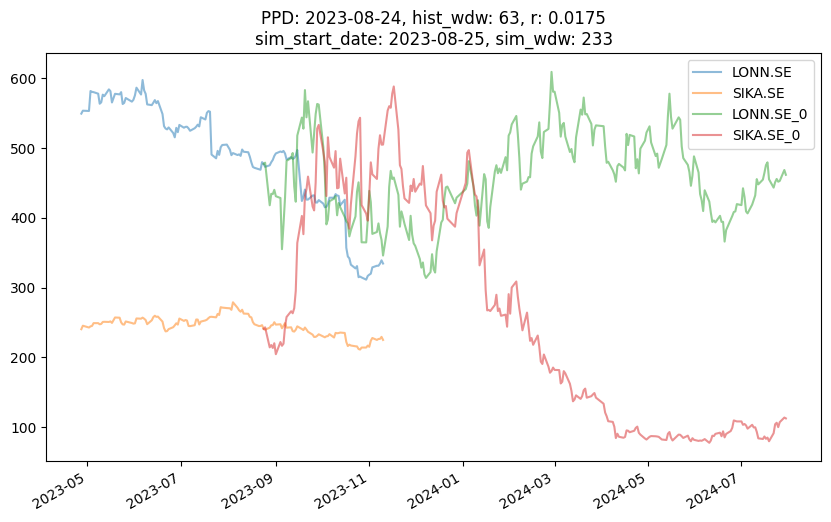 PPD: 2023-08-24, hist_wdw: 63, r: 0.0175
sim_start_date: 2023-08-25, sim_wdw: 233
LONN.SE
SIKA.SE
LONN.SE_0
SIKA.SE_0
600
500
400
300
200
100
2023-05
2023-07
2023-09
2023-11
2024-01
2024-03
2024-05
2024-07